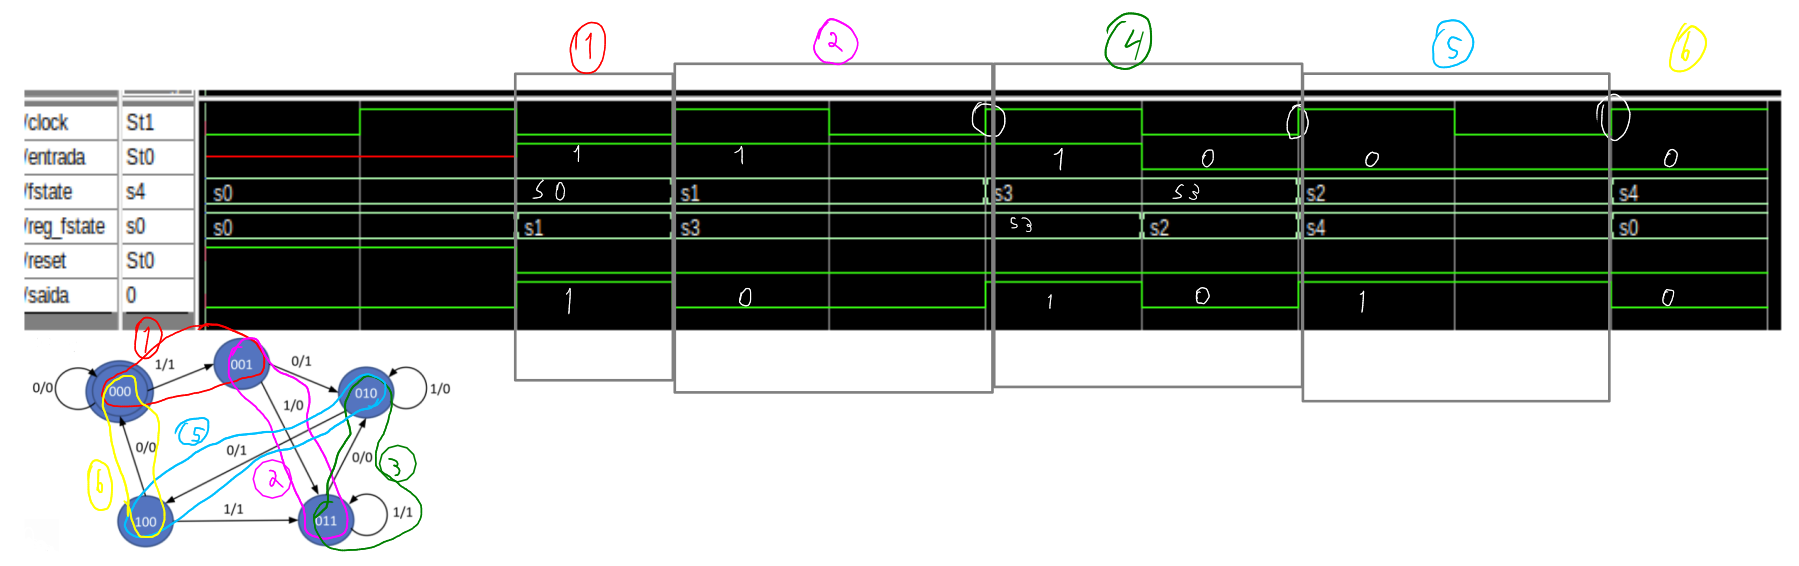 1 2 4 5 6
/clock St1
/entrada St0 1 1 1 0 0 0
/fstate s4 s0 s0 s1 s3 s3 s2 s4
/reg_fstate s0 s0 s1 s3 s3 s2 s4 s0
/reset St0
/saida 0 1 0 1 0 1 0
1
1/1 001 0/1
0/0 000 010 1/0
1/0
5
0/0 0/1 0/0 3
6 2
1/1 1/1
100 011